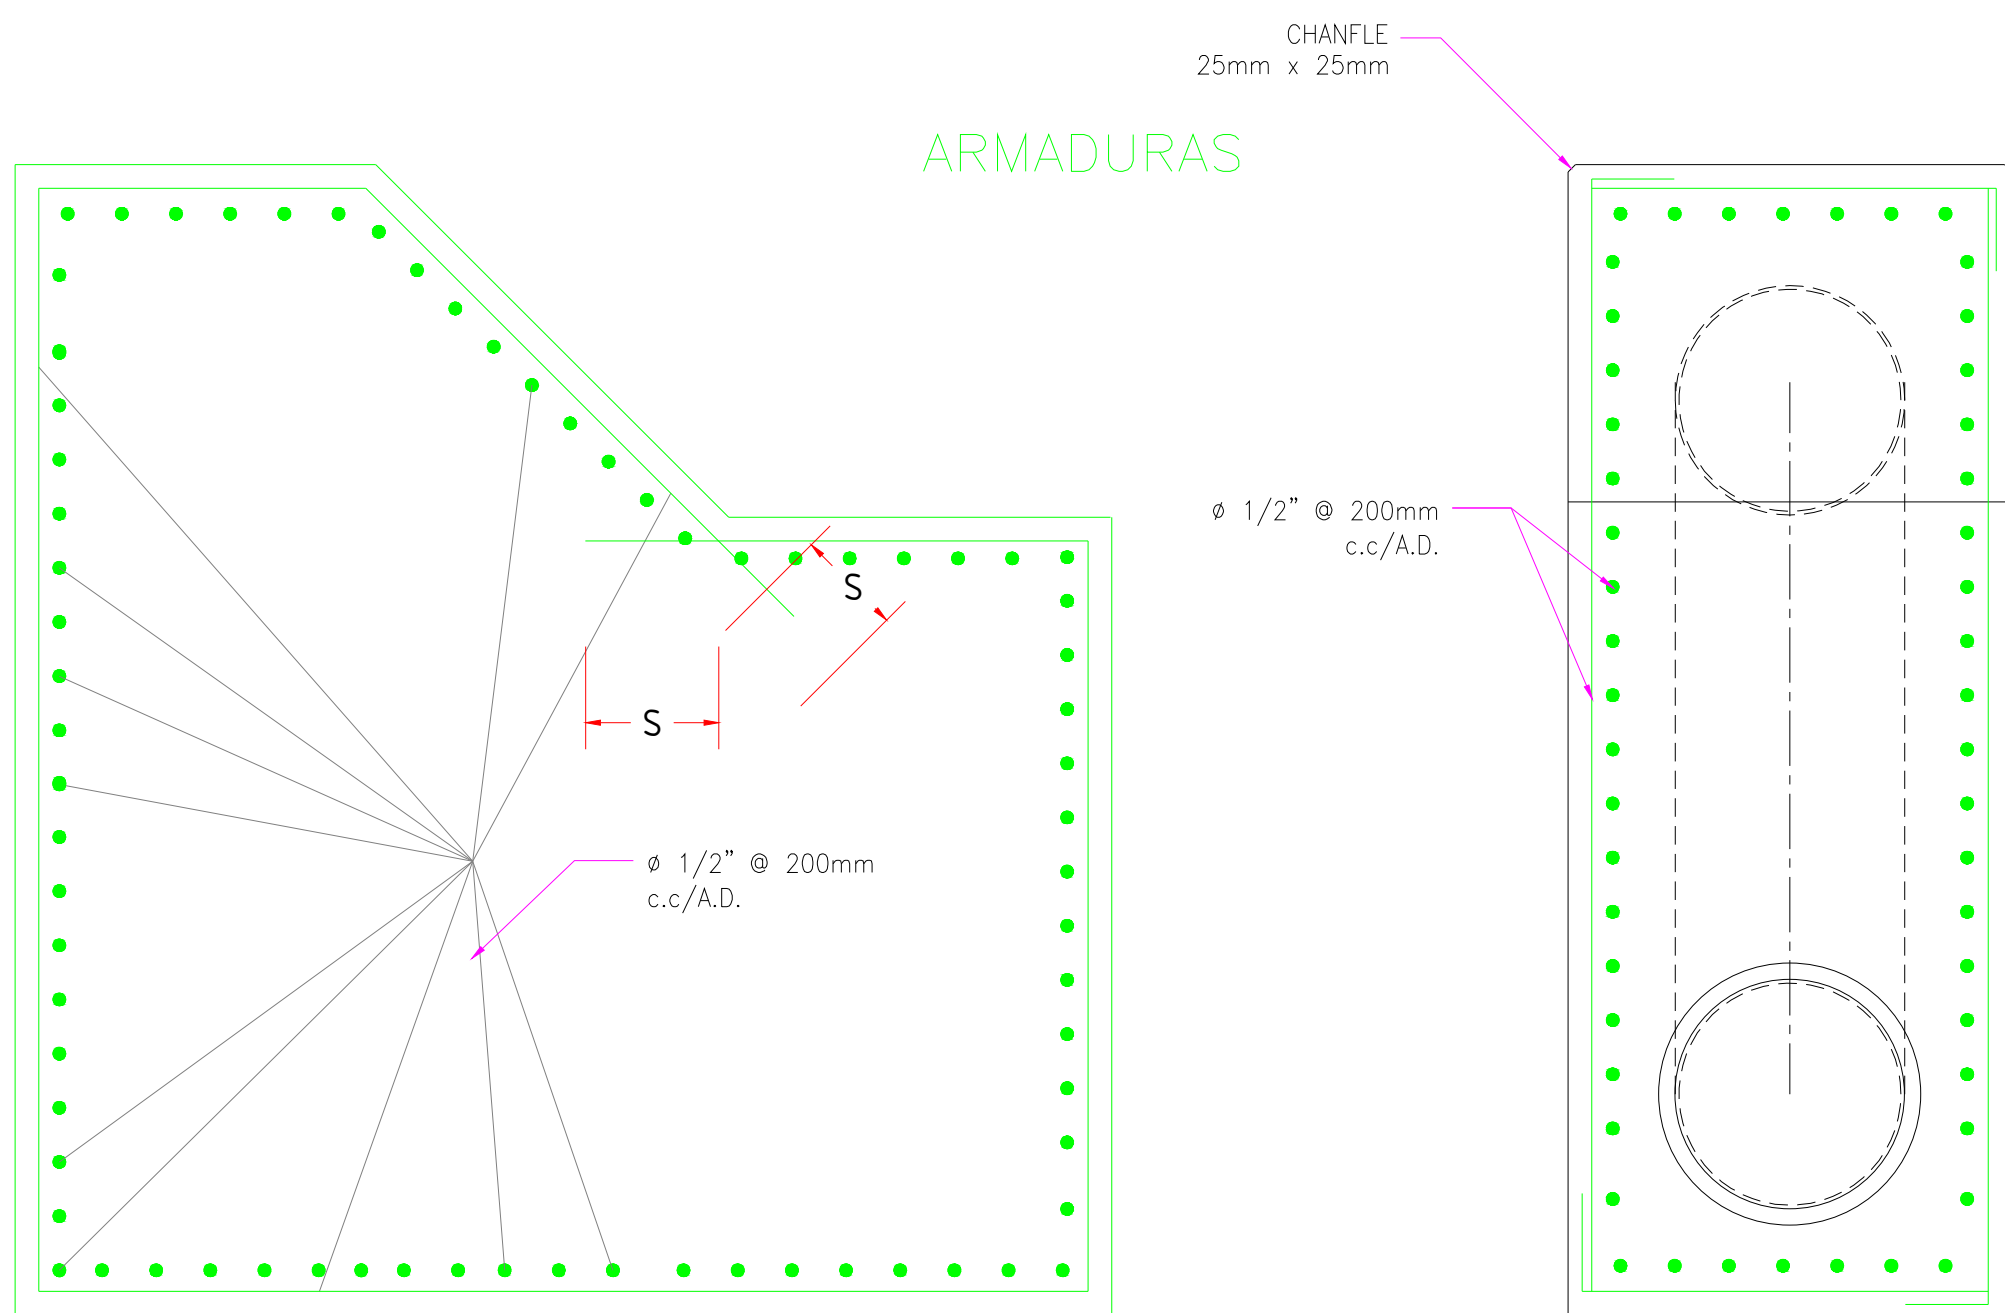 CHANFLE
25mm x 25mm
ARMADURAS
ø 1/2" @ 200mm
c.c/A.D.
S
S
ø 1/2" @ 200mm
c.c/A.D.